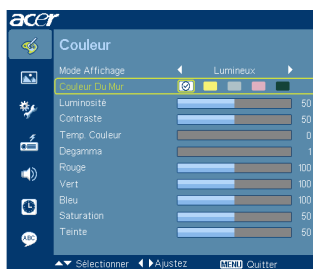 acer
Couleur
Mode Affichage Lumineux
Couleur Du Mur
Luminosité 50
Contraste 50
Temp. Couleur 0
Degamma 1
Rouge 100
Vert 100
Bleu 100
Saturation 50
Teinte 50
ABC
Sélectionner Ajustez MENU Quitter